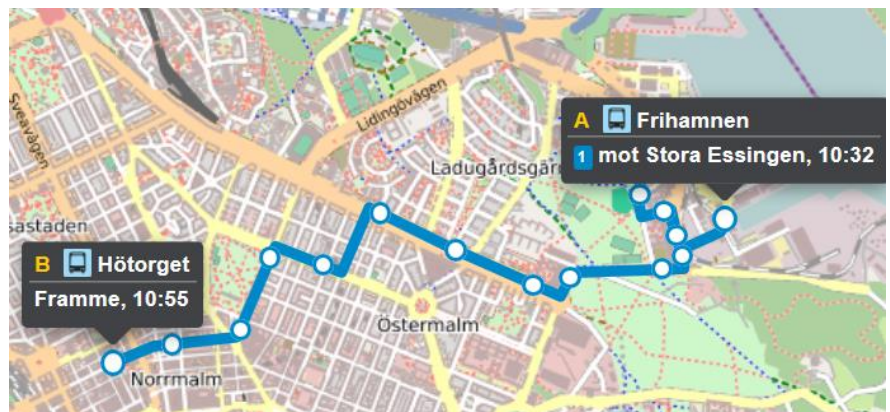 Sveavägen
Lidingövägen
A Frihamnen
1 mot Stora Essingen, 10:32
Ladugårdsgär
sastaden
B Hötorget
Framme, 10:55
Östermalm
Norrmalm